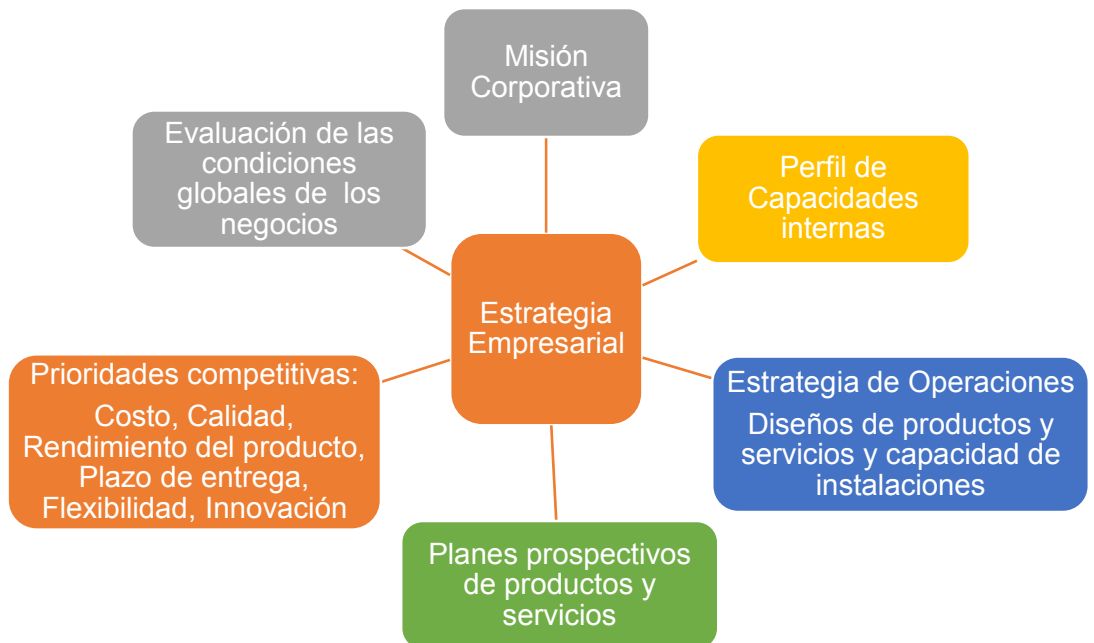 Misión
Corporativa
Evaluación de las
condiciones
globales de los
negocios
Perfil de
Capacidades
internas
Estrategia
Empresarial
Prioridades competitivas:
Costo, Calidad,
Rendimiento del producto,
Plazo de entrega,
Flexibilidad, Innovación
Estrategia de Operaciones
Diseños de productos y
servicios y capacidad de
instalaciones
Planes prospectivos
de productos y
servicios